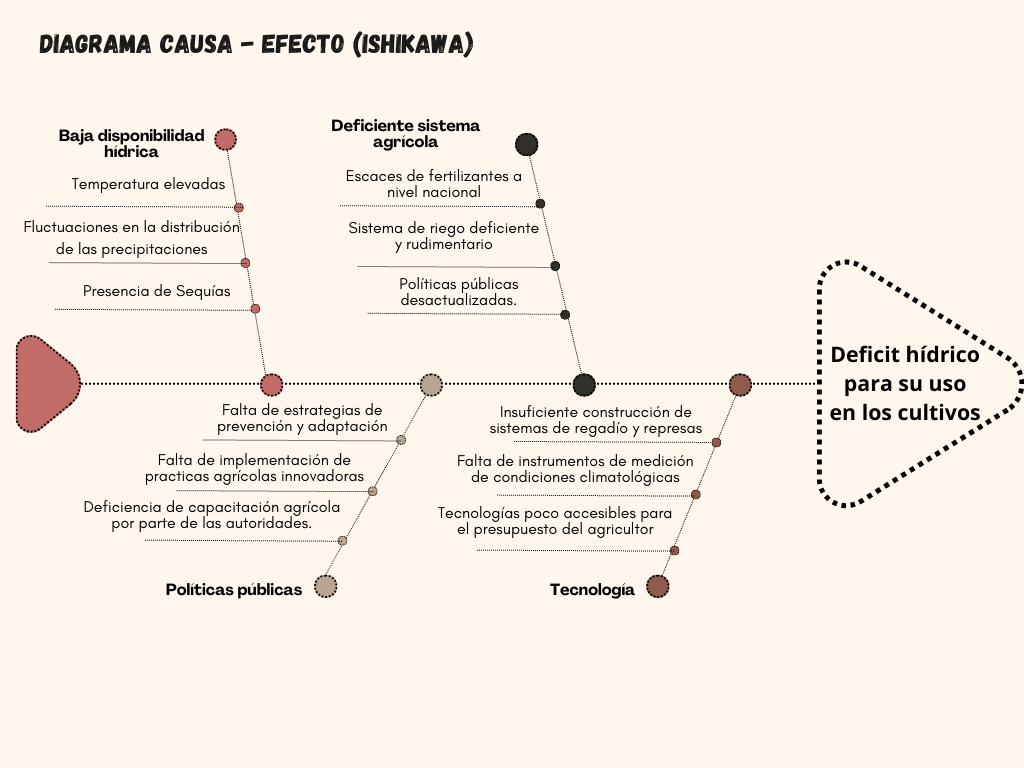 DIAGRAMA CAUSA - EFECTO (ISHIKAWA)
Baja disponibilidad
hídrica
Temperatura elevadas
Fluctuaciones en la distribución
de las precipitaciones
Presencia de Sequías
Deficiente sistema
agrícola
Escaces de fertilizantes a
nivel nacional
Sistema de riego deficiente
y rudimentario
Políticas públicas
desactualizadas.
Deficit hídrico
para su uso
en los cultivos
Falta de estrategias de
prevención y adaptación
Falta de implementación de
practicas agrícolas innovadoras
Deficiencia de capacitación agrícola
por parte de las autoridades.
Políticas públicas
Insuficiente construcción de
sistemas de regadío y represas
Falta de instrumentos de medición
de condiciones climatológicas
Tecnologías poco accesibles para
el presupuesto del agricultor
Tecnología